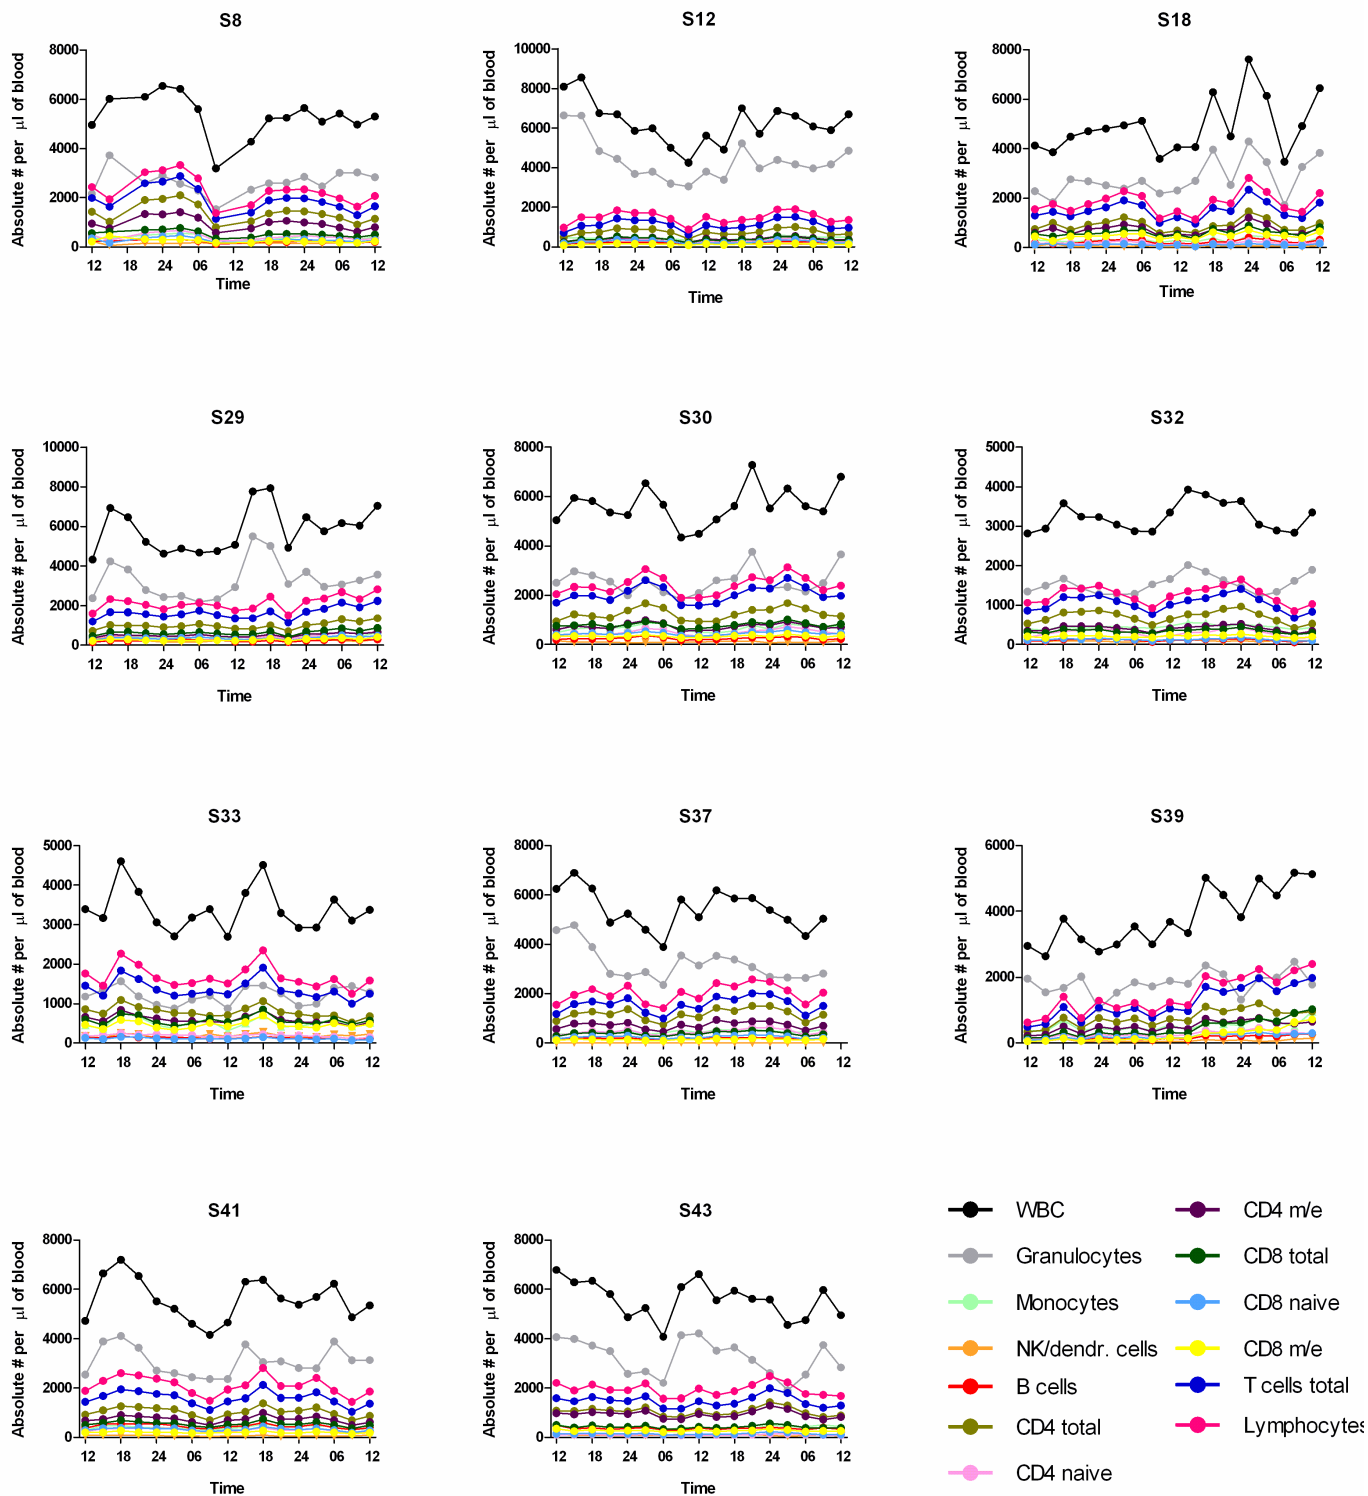 S8
Absolute # per µl of blood
8000
6000
4000
2000
0
12 18 24 06 12 18 24 06 12
Time
S12
Absolute # per µl of blood
10000
8000
6000
4000
2000
0
12 18 24 06 12 18 24 06 12
Time
S18
Absolute # per µl of blood
8000
6000
4000
2000
0
12 18 24 06 12 18 24 06 12
Time
S29
Absolute # per µl of blood
10000
8000
6000
4000
2000
0
12 18 24 06 12 18 24 06 12
Time
S30
Absolute # per µl of blood
8000
6000
4000
2000
0
12 18 24 06 12 18 24 06 12
Time
S32
Absolute # per µl of blood
5000
4000
3000
2000
1000
0
12 18 24 06 12 18 24 06 12
Time
S33
Absolute # per µl of blood
5000
4000
3000
2000
1000
0
12 18 24 06 12 18 24 06 12
Time
S37
Absolute # per µl of blood
8000
6000
4000
2000
0
12 18 24 06 12 18 24 06 12
Time
S39
Absolute # per µl of blood
6000
4000
2000
0
12 18 24 06 12 18 24 06 12
Time
S41
Absolute # per µl of blood
8000
6000
4000
2000
0
12 18 24 06 12 18 24 06 12
Time
S43
Absolute # per µl of blood
8000
6000
4000
2000
0
12 18 24 06 12 18 24 06 12
Time
WBC
Granulocytes
Monocytes
NK/dendr. cells
B cells
CD4 total
CD4 naive
CD4 m/e
CD8 total
CD8 naive
CD8 m/e
T cells total
Lymphocytes